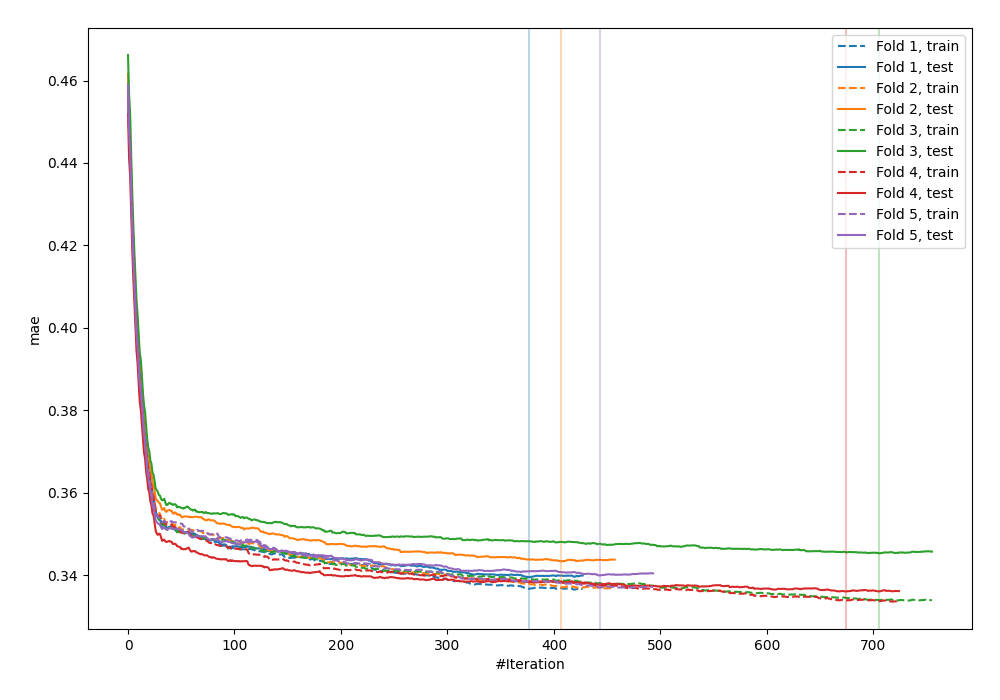 0.46
0.44
0.42
0.40
0.38
0.36
0.34
mae
0
100
200
300
400
500
600
700
#Iteration
Fold 1, train
Fold 1, test
Fold 2, train
Fold 2, test
Fold 3, train
Fold 3, test
Fold 4, train
Fold 4, test
Fold 5, train
Fold 5, test